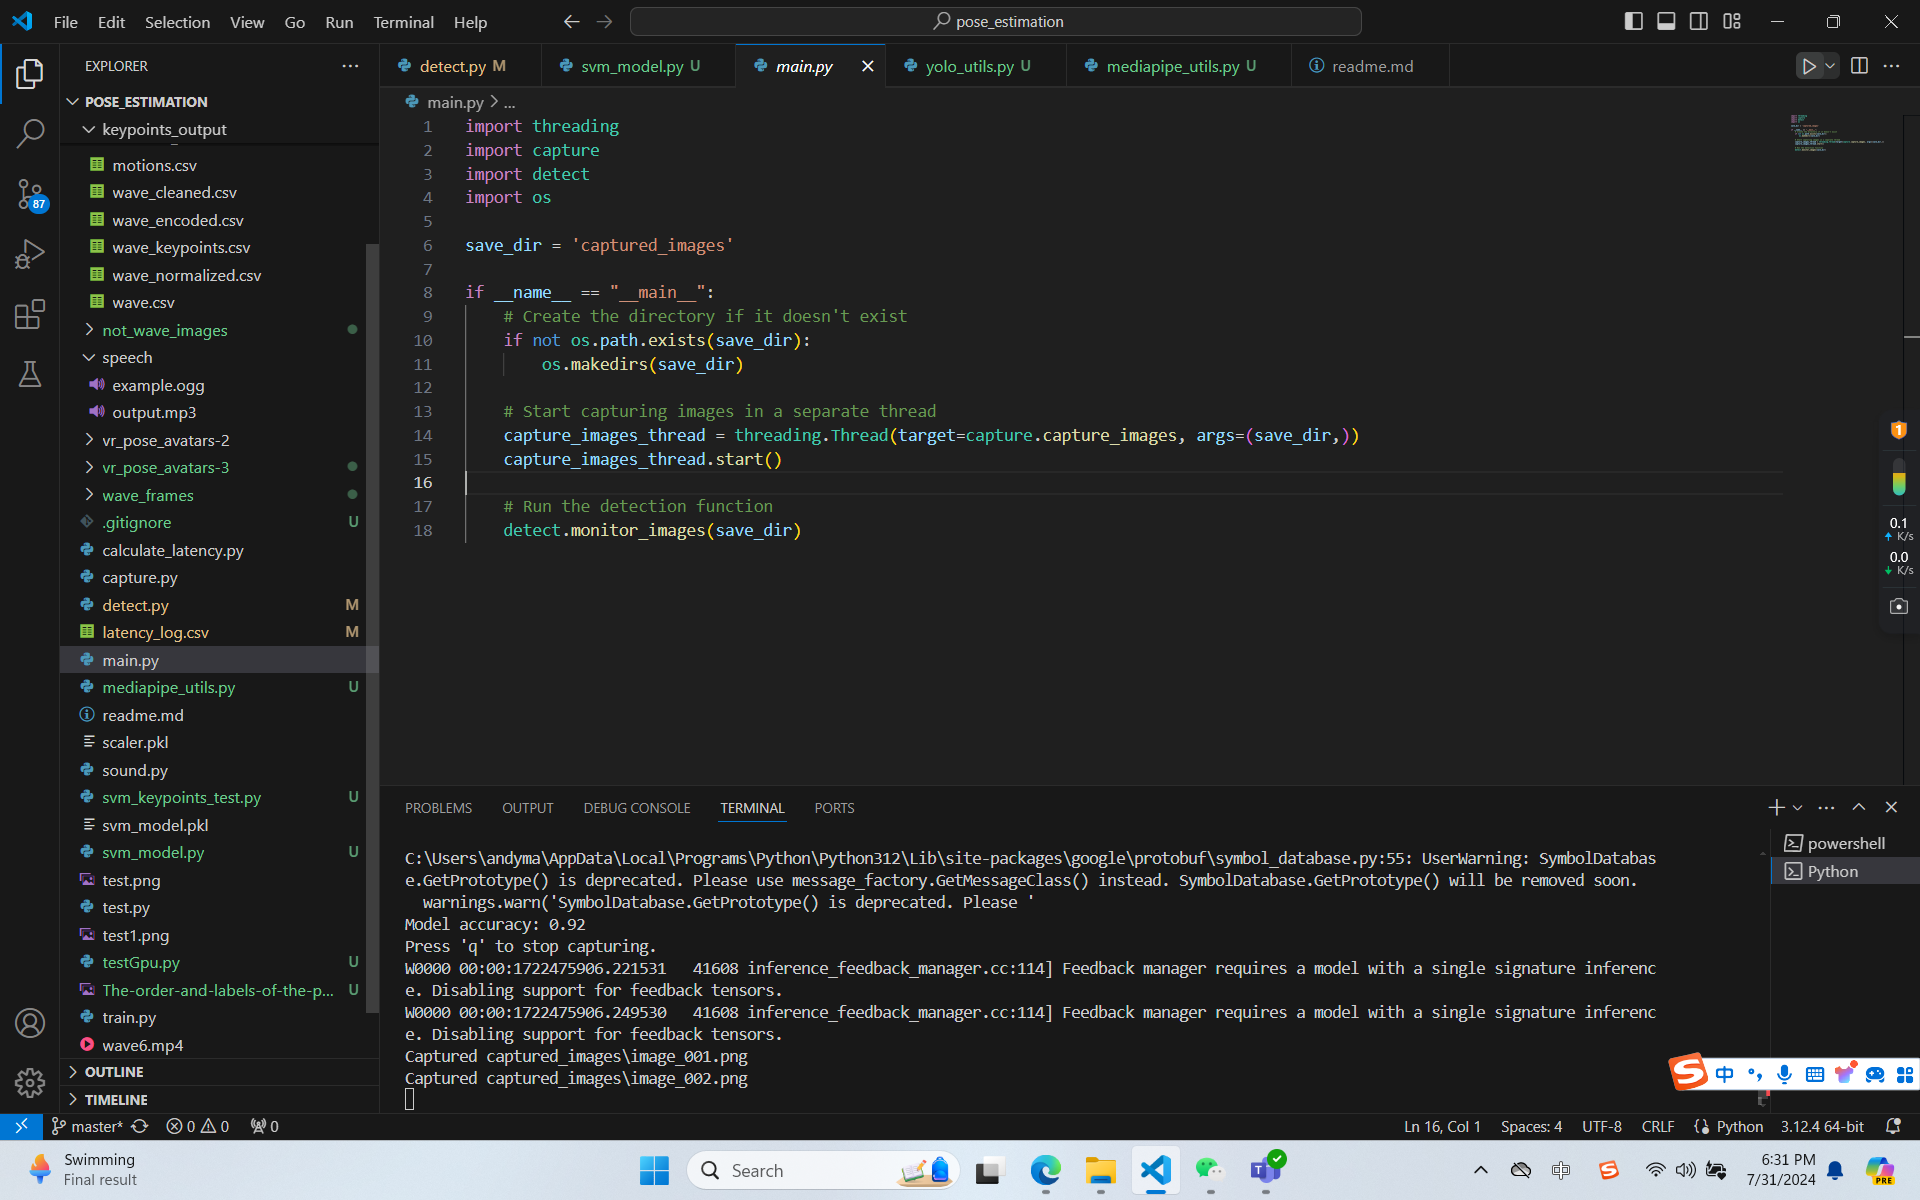 File Edit Selection View Go Run Terminal Help
pose_estimation
EXPLORER
detect.py M
svm_model.py U
main.py
yolo_utils.py U
mediapipe_utils.py U
readme.md
POSE_ESTIMATION
keypoints_output
motions.csv
wave_cleaned.csv
87
wave_encoded.csv
wave_keypoints.csv
wave_normalized.csv
wave.csv
not_wave_images
speech
example.ogg
output.mp3
vr_pose_avatars-2
vr_pose_avatars-3
wave_frames
.gitignore U
calculate_latency.py
capture.py
detect.py M
latency_log.csv M
main.py
mediapipe_utils.py U
readme.md
scaler.pkl
sound.py
svm_keypoints_test.py U
svm_model.pkl
svm_model.py U
test.png
test.py
test1.png
testGpu.py U
The-order-and-labels-of-the-p... U
train.py
wave6.mp4
OUTLINE
TIMELINE
main.py > ...
1 import threading
2 import capture
3 import detect
4 import os
5
6 save_dir = 'captured_images'
7
8 if __name__ == "__main__":
9 # Create the directory if it doesn't exist
10 if not os.path.exists(save_dir):
11 os.makedirs(save_dir)
12
13 # Start capturing images in a separate thread
14 capture_images_thread = threading.Thread(target=capture.capture_images, args=(save_dir,))
15 capture_images_thread.start()
16
17 # Run the detection function
18 detect.monitor_images(save_dir)
1
0.1
K/s
0.0
K/s
PROBLEMS OUTPUT DEBUG CONSOLE TERMINAL PORTS
powershell
Python
C:\Users\andyma\AppData\Local\Programs\Python\Python312\Lib\site-packages\google\protobuf\symbol_database.py:55: UserWarning: SymbolDatabas
e.GetPrototype() is deprecated. Please use message_factory.GetMessageClass() instead. SymbolDatabase.GetPrototype() will be removed soon.
warnings.warn('SymbolDatabase.GetPrototype() is deprecated. Please '
Model accuracy: 0.92
Press 'q' to stop capturing.
W0000 00:00:1722475906.221531 41608 inference_feedback_manager.cc:114] Feedback manager requires a model with a single signature inferenc
e. Disabling support for feedback tensors.
W0000 00:00:1722475906.249530 41608 inference_feedback_manager.cc:114] Feedback manager requires a model with a single signature inferenc
e. Disabling support for feedback tensors.
Captured captured_images\image_001.png
Captured captured_images\image_002.png
中
master* 0 0 0
Ln 16, Col 1 Spaces: 4 UTF-8 CRLF Python 3.12.4 64-bit
Swimming
Final result
Search
6:31 PM
7/31/2024
PRE